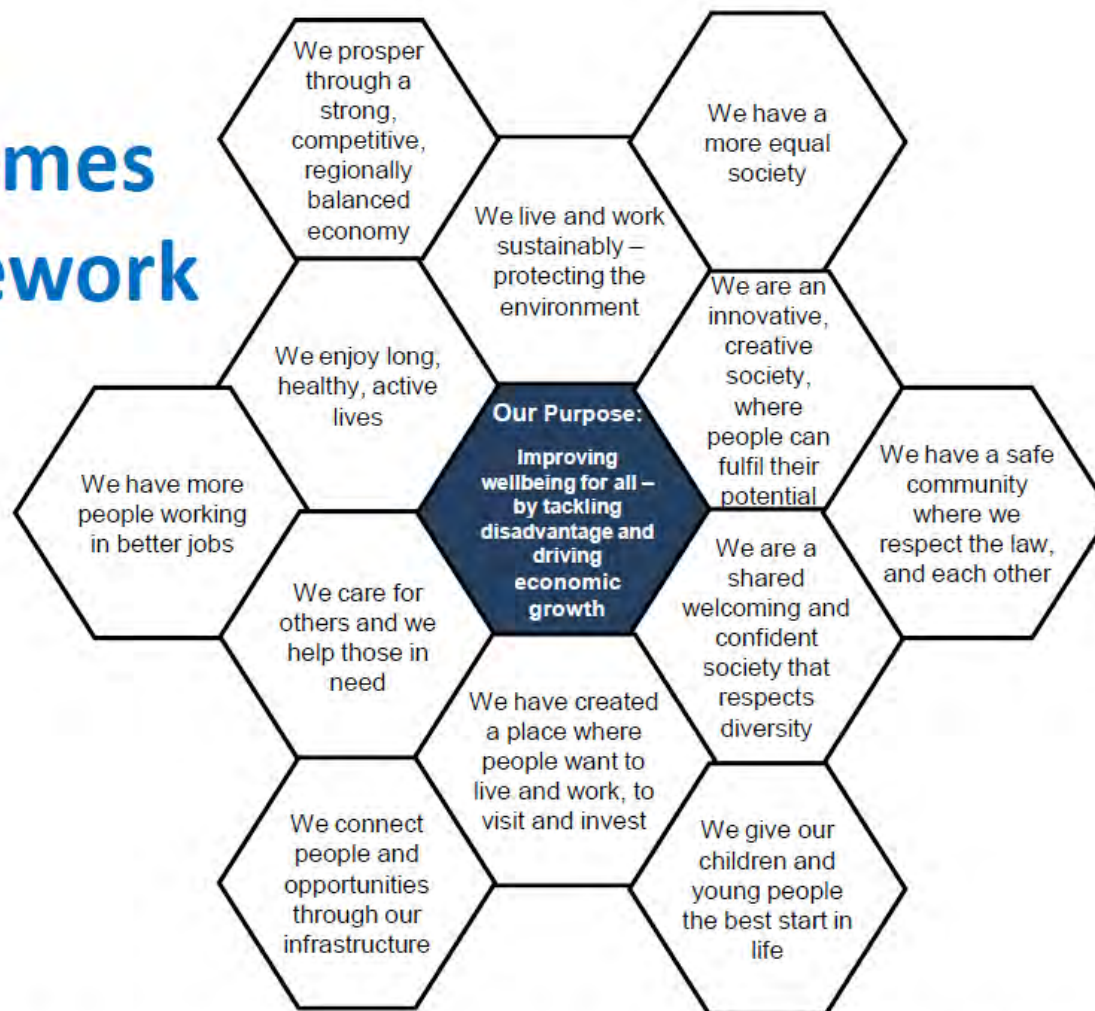 mes
ework
We prosper
through a
strong,
competitive,
regionally
balanced
economy
We have a
more equal
society
We live and work
sustainably –
protecting the
environment
We are an
innovative,
creative
society,
where
people can
fulfil their
potential
We enjoy long,
healthy, active
lives
Our Purpose:
Improving
wellbeing for all –
by tackling
disadvantage and
driving
economic
growth
We have a safe
community
where we
respect the law,
and each other
We have more
people working
in better jobs
We are a
shared
welcoming and
confident
society that
respects
diversity
We care for
others and we
help those in
need
We have created
a place where
people want to
live and work, to
visit and invest
We connect
people and
opportunities
through our
infrastructure
We give our
children and
young people
the best start in
life